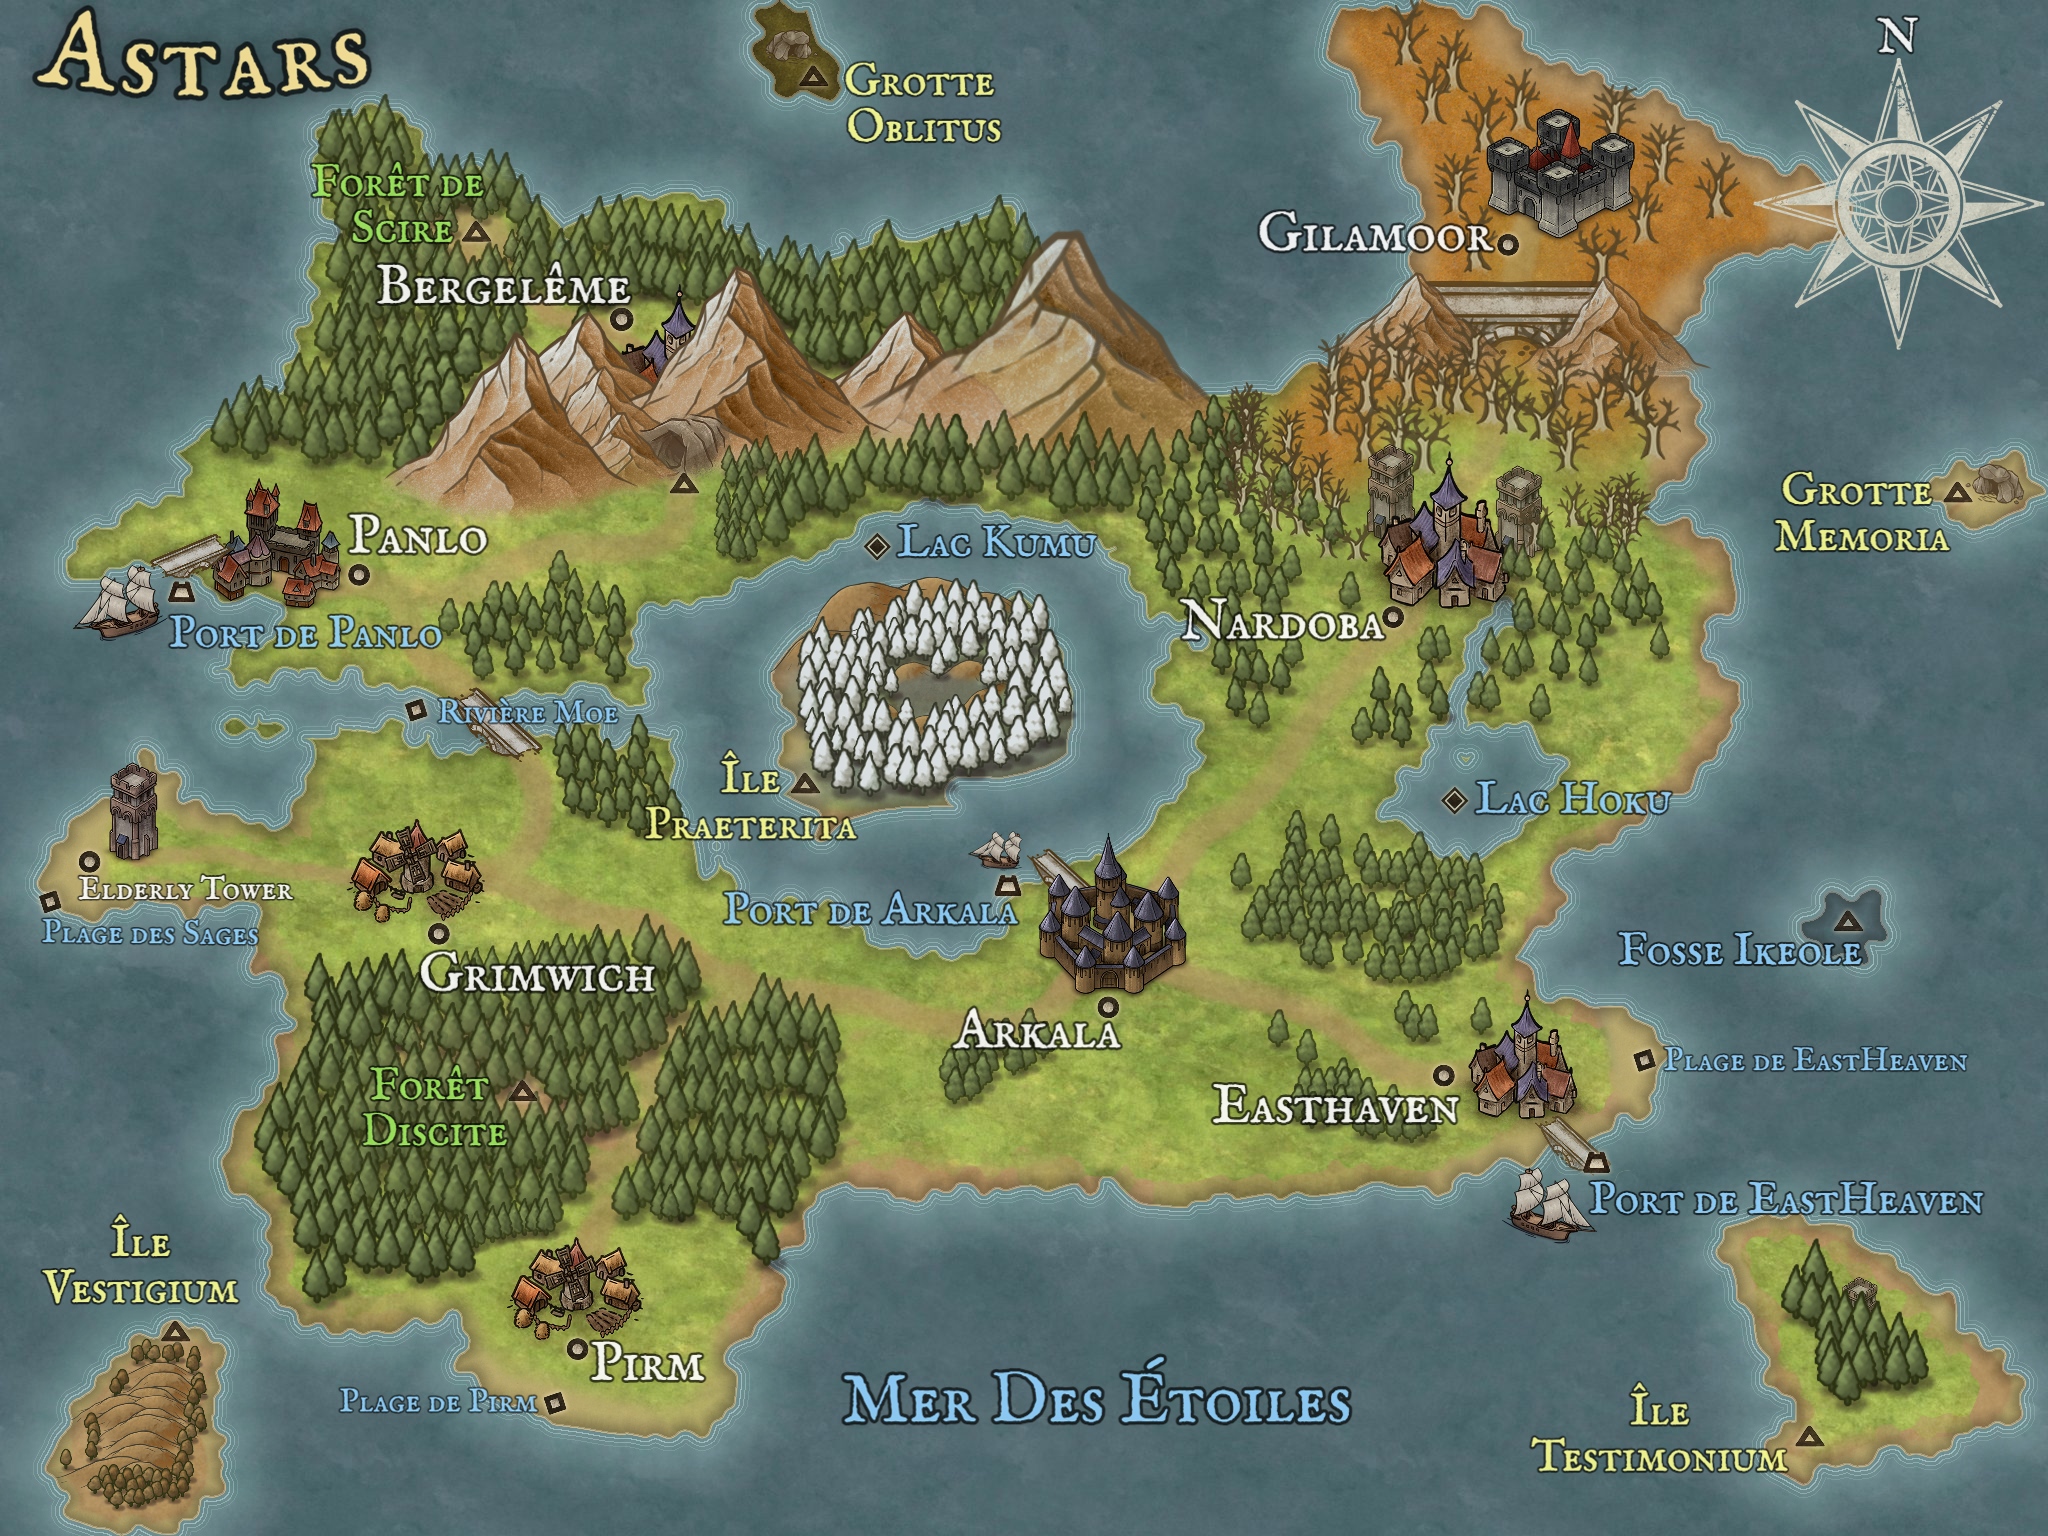 Astars
N
Grotte
Oblitus
Forêt de
Scire
Gilamoor
Bergelême
Grotte
Memoria
Panlo
Lac Kumu
Port de Panlo
Nardoba
Rivière Moe
Île
Praeterita
Lac Hoku
Elderly Tower
Plage des Sages
Port de Arkala
Fosse Ikeole
Grimwich
Arkala
Plage de EastHeaven
Forêt
Discite
Easthaven
Port de EastHeaven
Île
Vestigium
Pirm
Plage de Pirm
Mer Des Étoiles
Île
Testimonium